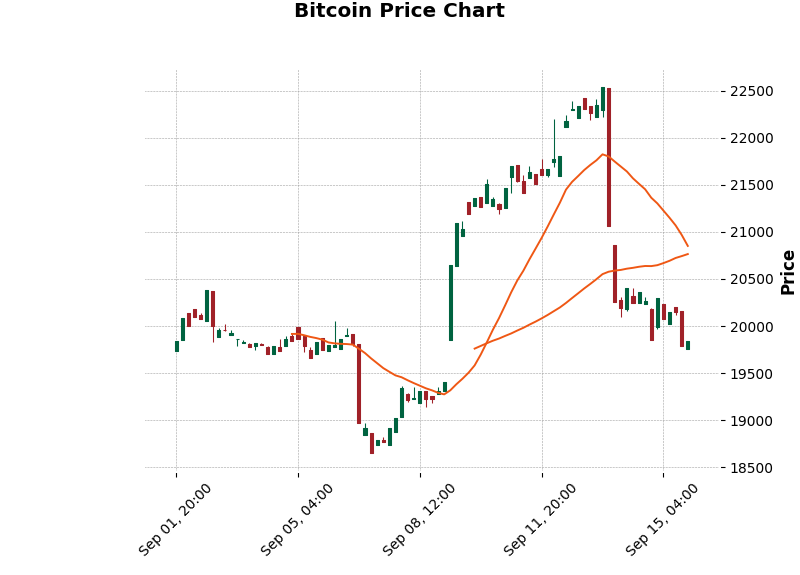 Bitcoin Price Chart
22500
22000
21500
21000
20500
20000
19500
19000
18500
Price
Sep 01, 20:00
Sep 05, 04:00
Sep 08, 12:00
Sep 11, 20:00
Sep 15, 04:00